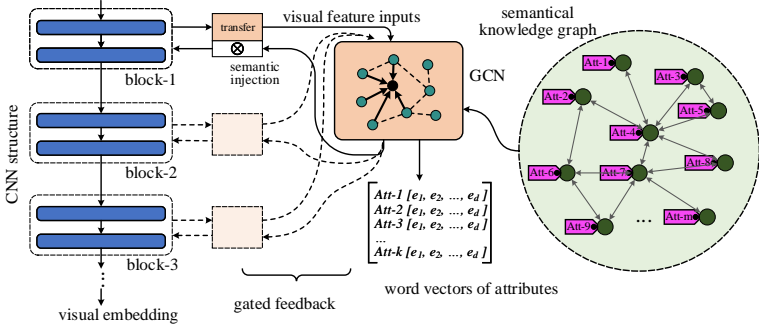 CNN structure
block-1
block-2
block-3
visual embedding
transfer
⊗
semantic
injection
visual feature inputs
GCN
gated feedback
Att-1 [e1, e2, ..., ed ]
Att-2 [e1, e2, ..., ed ]
Att-3 [e1, e2, ..., ed ]
...
Att-k [e1, e2, ..., ed ]
word vectors of attributes
semantical
knowledge graph
Att-1
Att-3
Att-2
Att-5
Att-4
Att-8
Att-6
Att-7
Att-9
...
Att-m